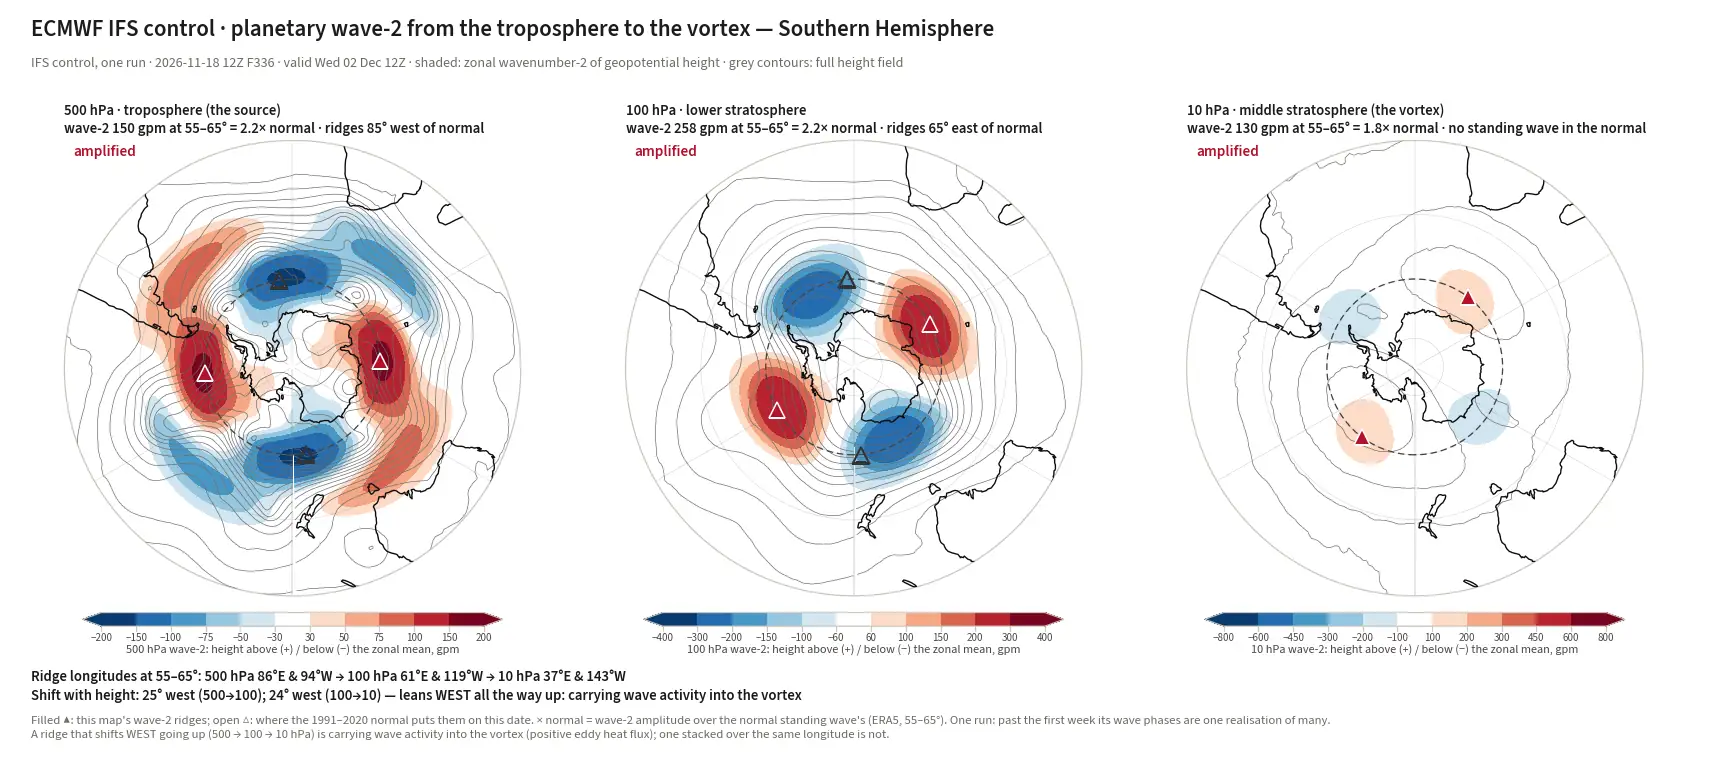 ECMWF IFS control · planetary wave-2 from the troposphere to the vortex — Southern Hemisphere
IFS control, one run · 2026-11-18 12Z F336 · valid Wed 02 Dec 12Z · shaded: zonal wavenumber-2 of geopotential height · grey contours: full height field
500 hPa · troposphere (the source)
wave-2 150 gpm at 55–65° = 2.2× normal · ridges 85° west of normal
amplified
100 hPa · lower stratosphere
wave-2 258 gpm at 55–65° = 2.2× normal · ridges 65° east of normal
amplified
10 hPa · middle stratosphere (the vortex)
wave-2 130 gpm at 55–65° = 1.8× normal · no standing wave in the normal
amplified
−200 −150 −100 −75 −50 −30 30 50 75 100 150 200
500 hPa wave-2: height above (+) / below (−) the zonal mean, gpm
−400 −300 −200 −150 −100 −60 60 100 150 200 300 400
100 hPa wave-2: height above (+) / below (−) the zonal mean, gpm
−800 −600 −450 −300 −200 −100 100 200 300 450 600 800
10 hPa wave-2: height above (+) / below (−) the zonal mean, gpm
Ridge longitudes at 55–65°: 500 hPa 86°E & 94°W → 100 hPa 61°E & 119°W → 10 hPa 37°E & 143°W
Shift with height: 25° west (500→100); 24° west (100→10) — leans WEST all the way up: carrying wave activity into the vortex
Filled ▲: this map's wave-2 ridges; open △: where the 1991–2020 normal puts them on this date. × normal = wave-2 amplitude over the normal standing wave's (ERA5, 55–65°). One run: past the first week its wave phases are one realisation of many.
A ridge that shifts WEST going up (500 → 100 → 10 hPa) is carrying wave activity into the vortex (positive eddy heat flux); one stacked over the same longitude is not.